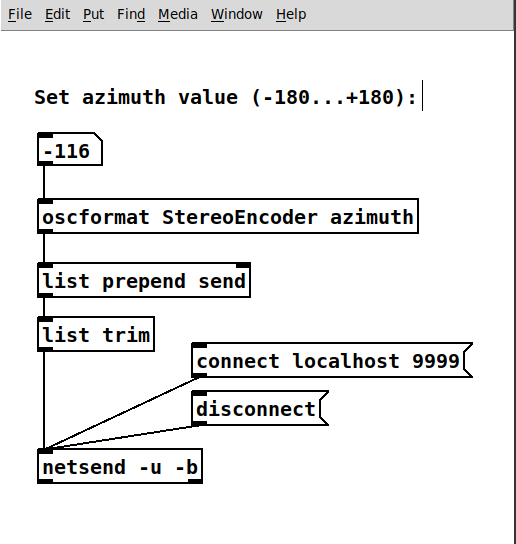 File Edit Put Find Media Window Help
Set azimuth value (-180...+180):
-116
oscformat StereoEncoder azimuth
list prepend send
list trim
connect localhost 9999
disconnect
netsend -u -b